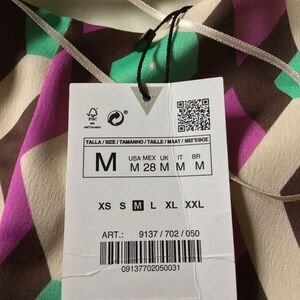 FSC
TALLA / SIZE / TAMANHO / TAILLE / MAAT / ΜΕΓΕΘΟΣ
M
USA MEX UK IT BR
M 28 M M M
XS S M L XL XXL
ART.: 9137 / 702 / 050
09137702050031